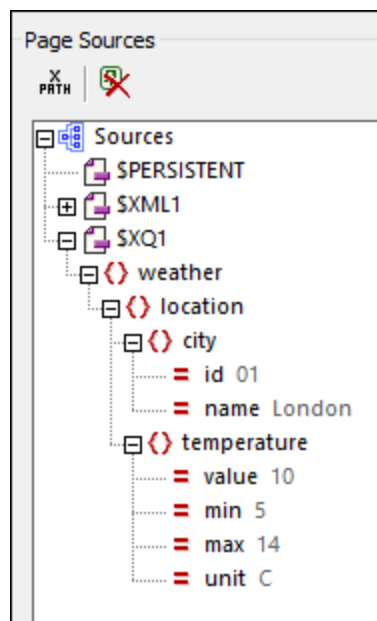 Page Sources
X
PATH
Sources
$PERSISTENT
$XML1
$XQ1
weather
location
city
id 01
name London
temperature
value 10
min 5
max 14
unit C